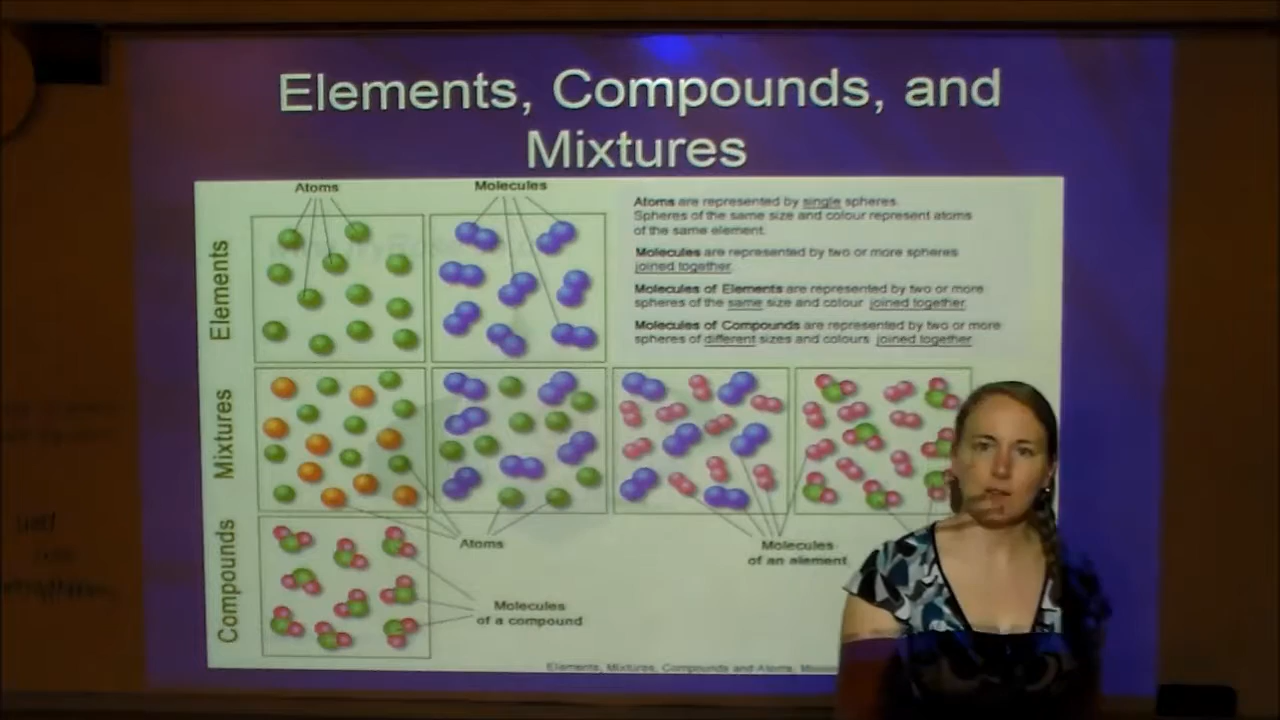 Elements, Compounds, and
Mixtures
Atoms
Molecules
Elements
Atoms are represented by single spheres.
Spheres of the same size and colour represent atoms
of the same element.
Molecules are represented by two or more spheres
joined together.
Molecules of Elements are represented by two or more
spheres of the same size and colour joined together.
Molecules of Compounds are represented by two or more
spheres of different sizes and colours joined together
Mixtures
Atoms
Molecules
of an element
Compounds
Molecules
of a compound
Elements, Mixtures, Compounds and Atoms,